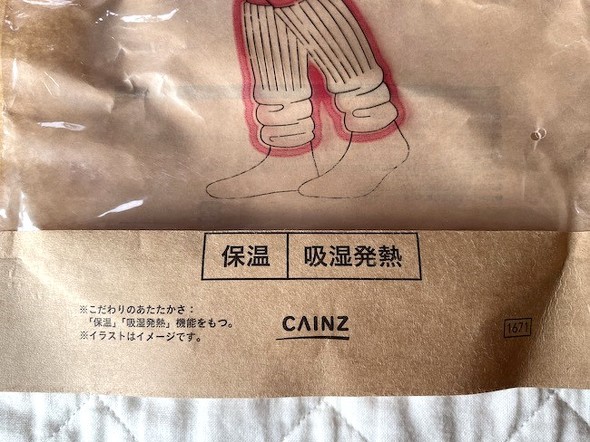 保温 吸湿発熱
※こだわりのあたたかさ：
「保温」「吸湿発熱」機能をもつ。
※イラストはイメージです。
CAINZ
1671